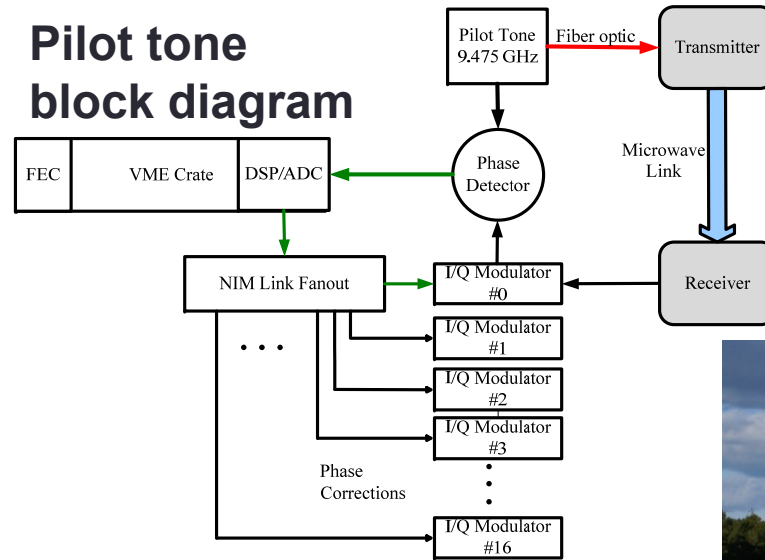 Pilot tone
block diagram
Pilot Tone
9.475 GHz
Fiber optic
Transmitter
FEC
VME Crate
DSP/ADC
Phase
Detector
Microwave
Link
NIM Link Fanout
I/Q Modulator
#0
Receiver
I/Q Modulator
#1
. . .
I/Q Modulator
#2
I/Q Modulator
#3
Phase
Corrections
I/Q Modulator
#16